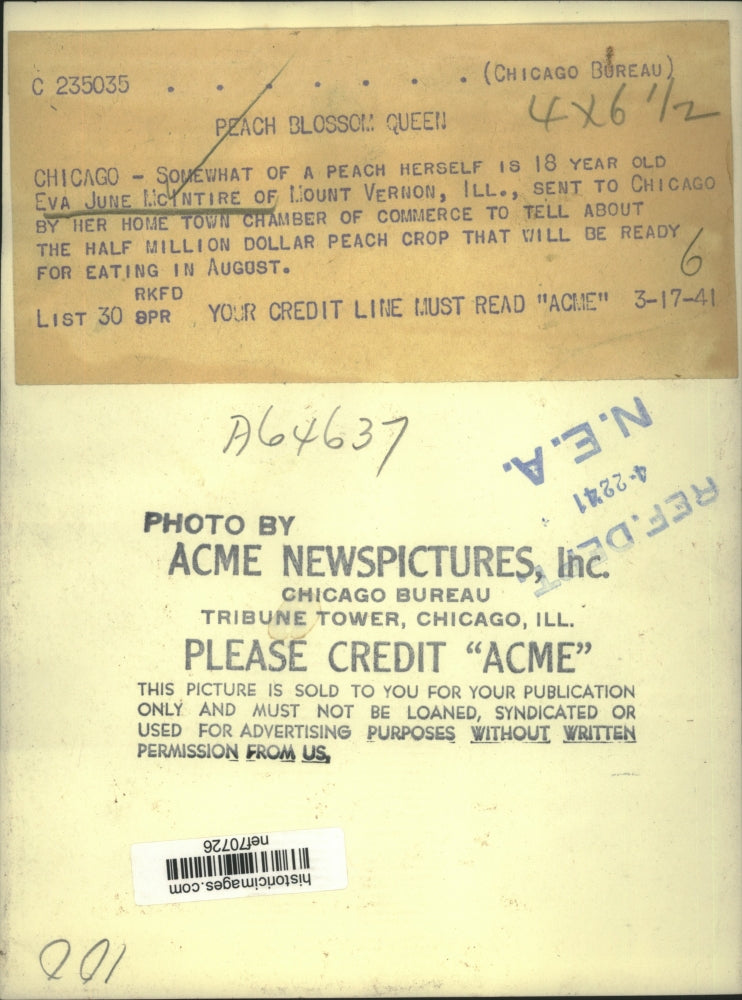 C 235035 . . . . . . . . (CHICAGO BUREAU)
4X6 1/2
PEACH BLOSSOM QUEEN
CHICAGO - SOMEWHAT OF A PEACH HERSELF IS 18 YEAR OLD
EVA JUNE MCINTIRE OF MOUNT VERNON, ILL., SENT TO CHICAGO
BY HER HOME TOWN CHAMBER OF COMMERCE TO TELL ABOUT
THE HALF MILLION DOLLAR PEACH CROP THAT WILL BE READY
FOR EATING IN AUGUST.
6
RKFD
LIST 30 SPR YOUR CREDIT LINE MUST READ "ACME" 3-17-41
A64637
N.E.A.
4-2241
REF. DEPT
PHOTO BY
ACME NEWSPICTURES, Inc.
CHICAGO BUREAU
TRIBUNE TOWER, CHICAGO, ILL.
PLEASE CREDIT "ACME"
THIS PICTURE IS SOLD TO YOU FOR YOUR PUBLICATION
ONLY AND MUST NOT BE LOANED, SYNDICATED OR
USED FOR ADVERTISING PURPOSES WITHOUT WRITTEN
PERMISSION FROM US.
historicimages.com
nef70726